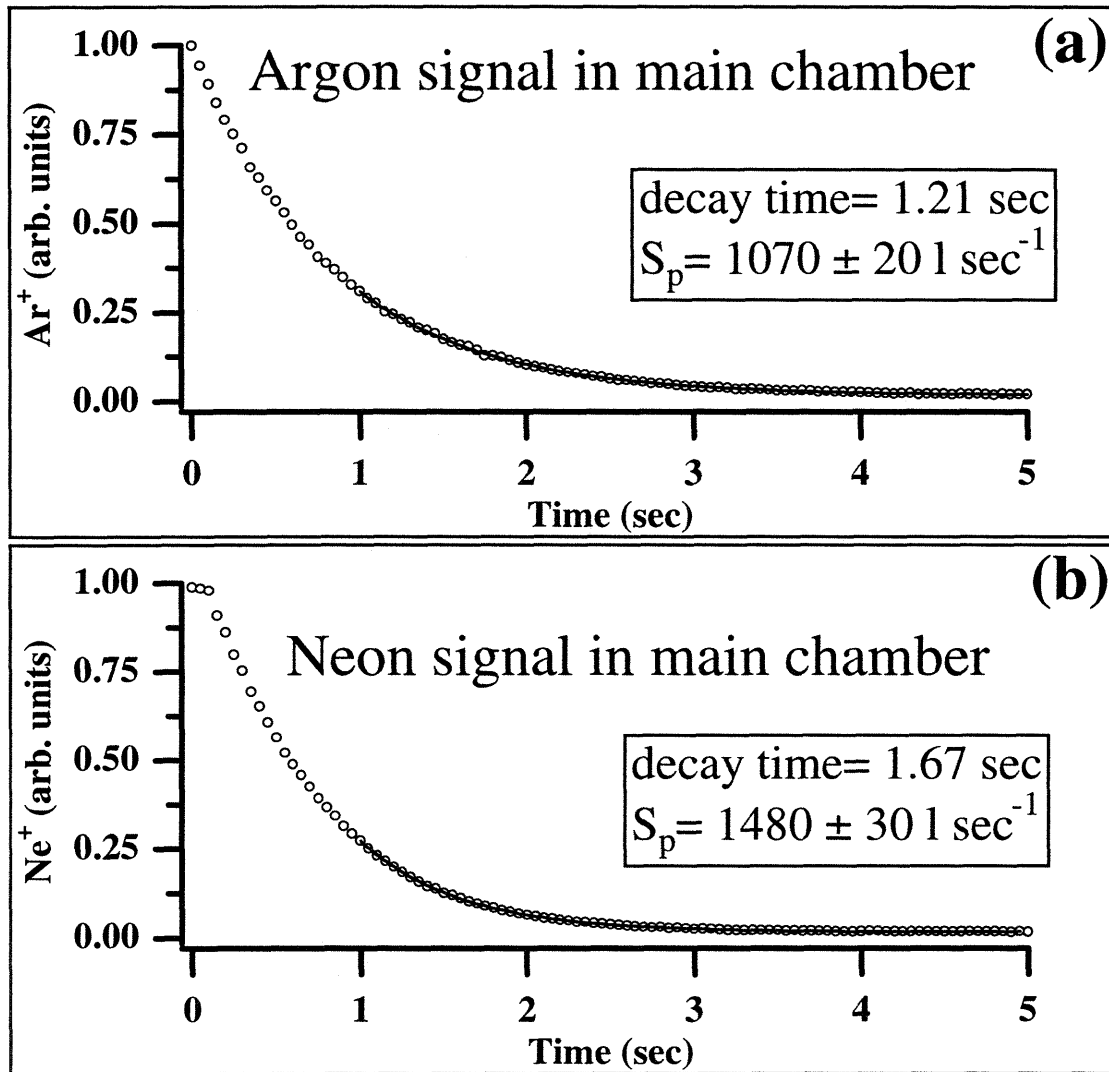 (a)
Argon signal in main chamber
decay time= 1.21 sec
Sₚ= 1070 ± 20 l sec⁻¹
Ar⁺ (arb. units)
1.00
0.75
0.50
0.25
0.00
0 1 2 3 4 5
Time (sec)
(b)
Neon signal in main chamber
decay time= 1.67 sec
Sₚ= 1480 ± 30 l sec⁻¹
Ne⁺ (arb. units)
1.00
0.75
0.50
0.25
0.00
0 1 2 3 4 5
Time (sec)